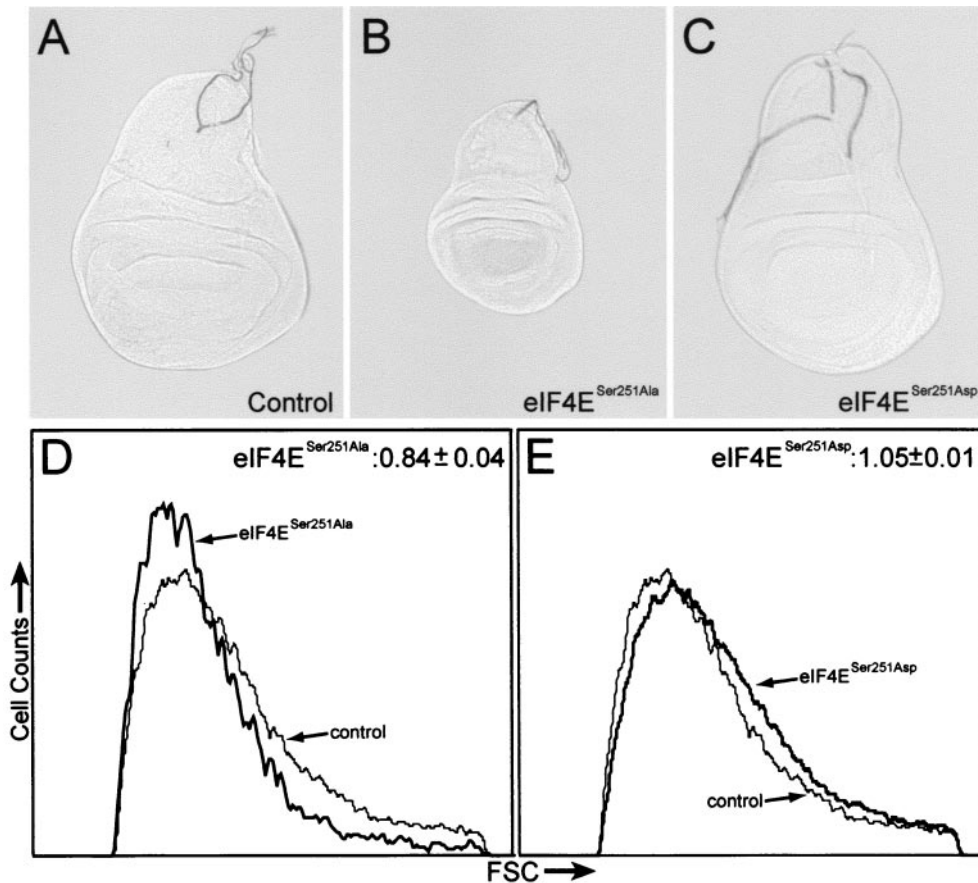 A
B
C
Control
eIF4E^Ser251Ala
eIF4E^Ser251Asp
D
eIF4E^Ser251Ala :0.84±0.04
eIF4E^Ser251Ala
control
Cell Counts
E
eIF4E^Ser251Asp :1.05±0.01
eIF4E^Ser251Asp
control
FSC